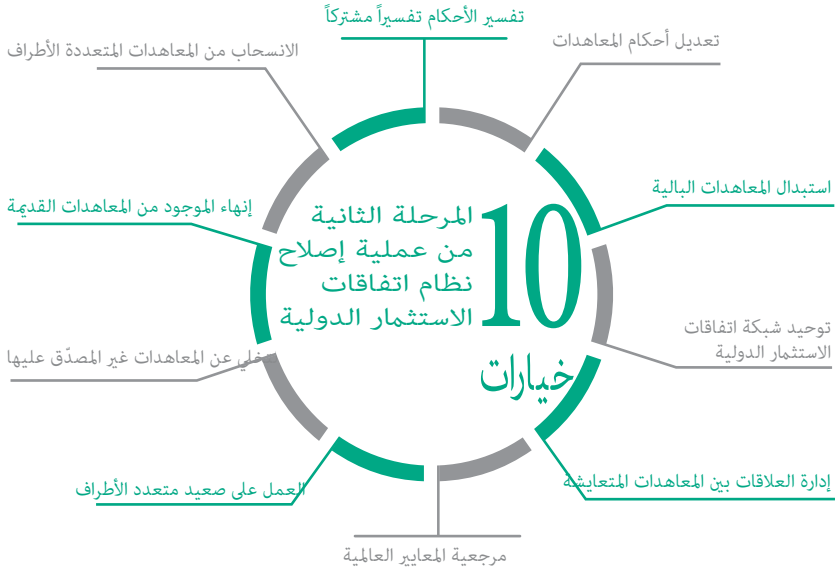 تفسير الأحكام تفسيراً مشتركاً
تعديل أحكام المعاهدات
استبدال المعاهدات البالية
توحيد شبكة اتفاقات
الاستثمار الدولية
إدارة العلاقات بين المعاهدات المتعايشة
مرجعية المعايير العالمية
العمل على صعيد متعدد الأطراف
التخلي عن المعاهدات غير المصدّق عليها
إنهاء الموجود من المعاهدات القديمة
الانسحاب من المعاهدات المتعددة الأطراف
10
خيارات
المرحلة الثانية
من عملية إصلاح
نظام اتفاقات
الاستثمار الدولية